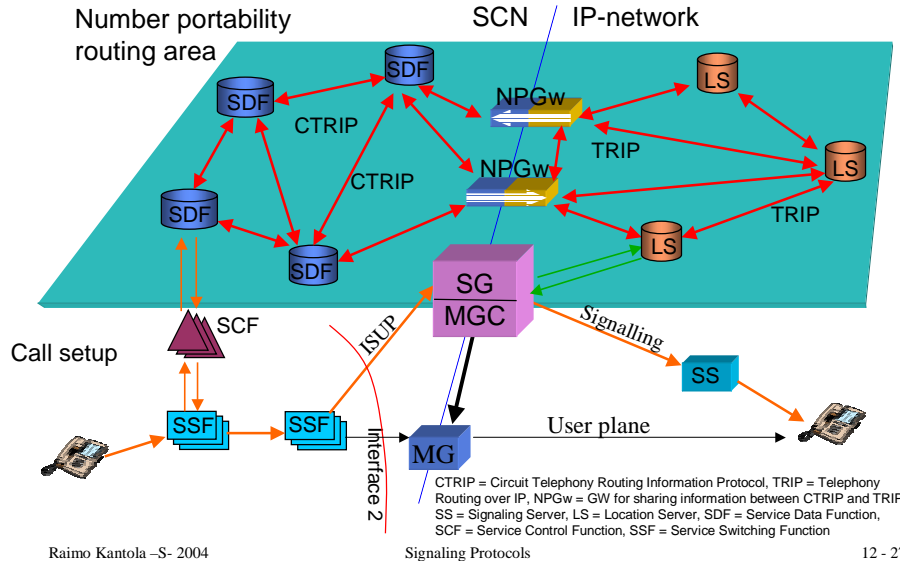 Number portability
routing area
SCN
IP-network
SDF
SDF
CTRIP
NPGw
LS
TRIP
CTRIP
NPGw
LS
SDF
TRIP
LS
SDF
SG
MGC
SCF
ISUP
Signalling
Call setup
SS
SSF
SSF
Interface 2
MG
User plane
CTRIP = Circuit Telephony Routing Information Protocol, TRIP = Telephony
Routing over IP, NPGw = GW for sharing information between CTRIP and TRIP
SS = Signaling Server, LS = Location Server, SDF = Service Data Function,
SCF = Service Control Function, SSF = Service Switching Function
Raimo Kantola –S- 2004
Signaling Protocols
12 - 27